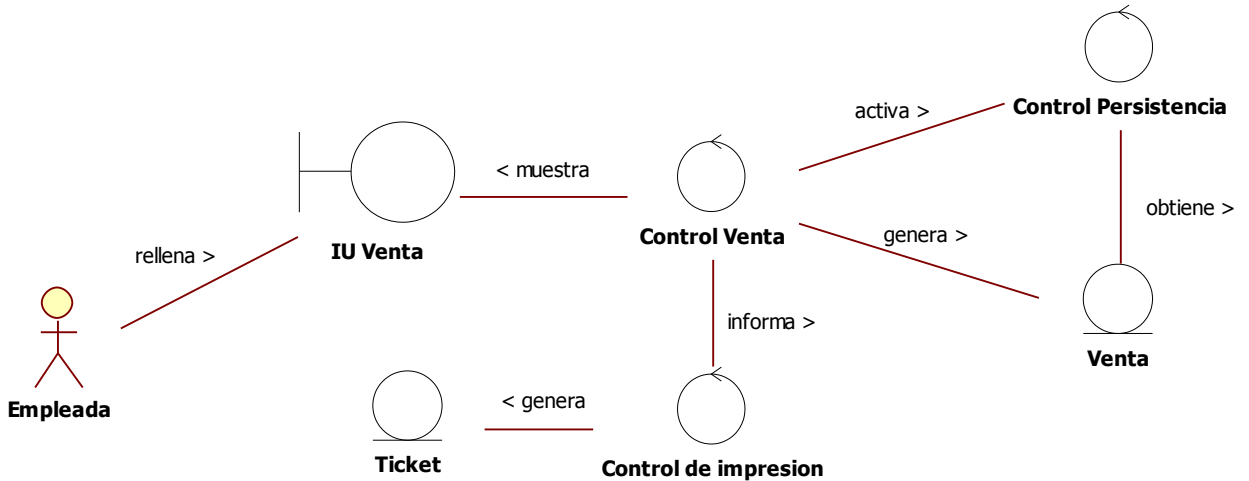 Control Persistencia
activa >
< muestra
obtiene >
Control Venta
genera >
IU Venta
rellena >
informa >
Venta
< genera
Empleada
Ticket
Control de impresion